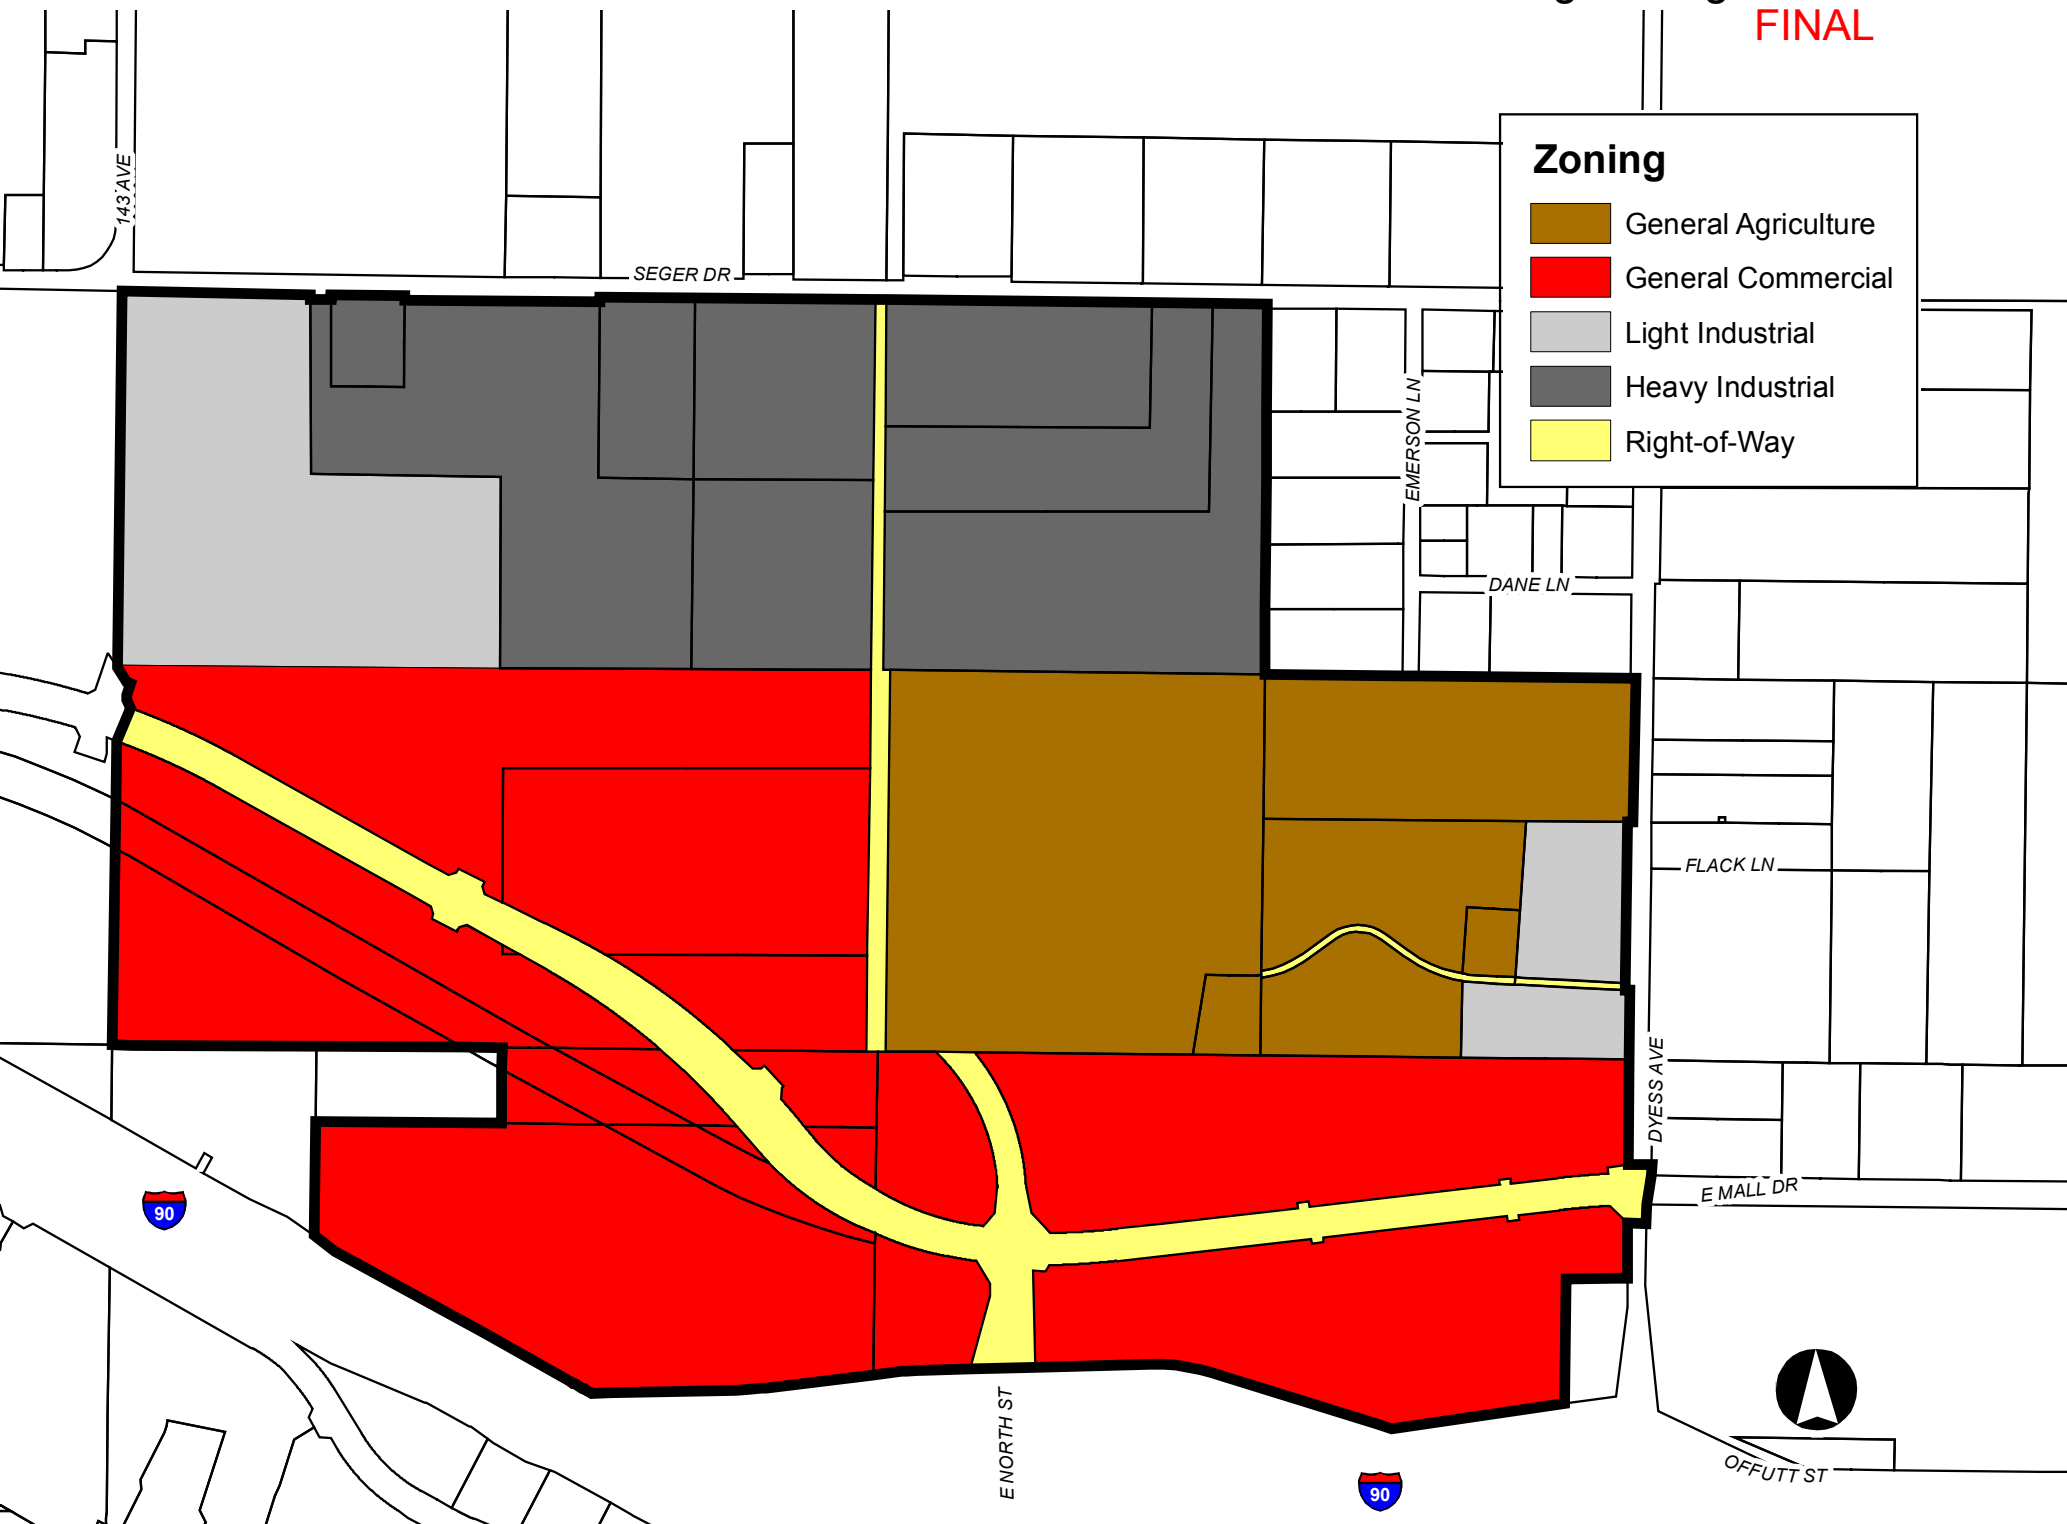 FINAL
143 AVE
SEGER DR
Zoning
General Agriculture
General Commercial
Light Industrial
Heavy Industrial
Right-of-Way
EMERSON LN
DANE LN
FLACK LN
DYESS AVE
E MALL DR
90
E NORTH ST
OFFUTT ST
90